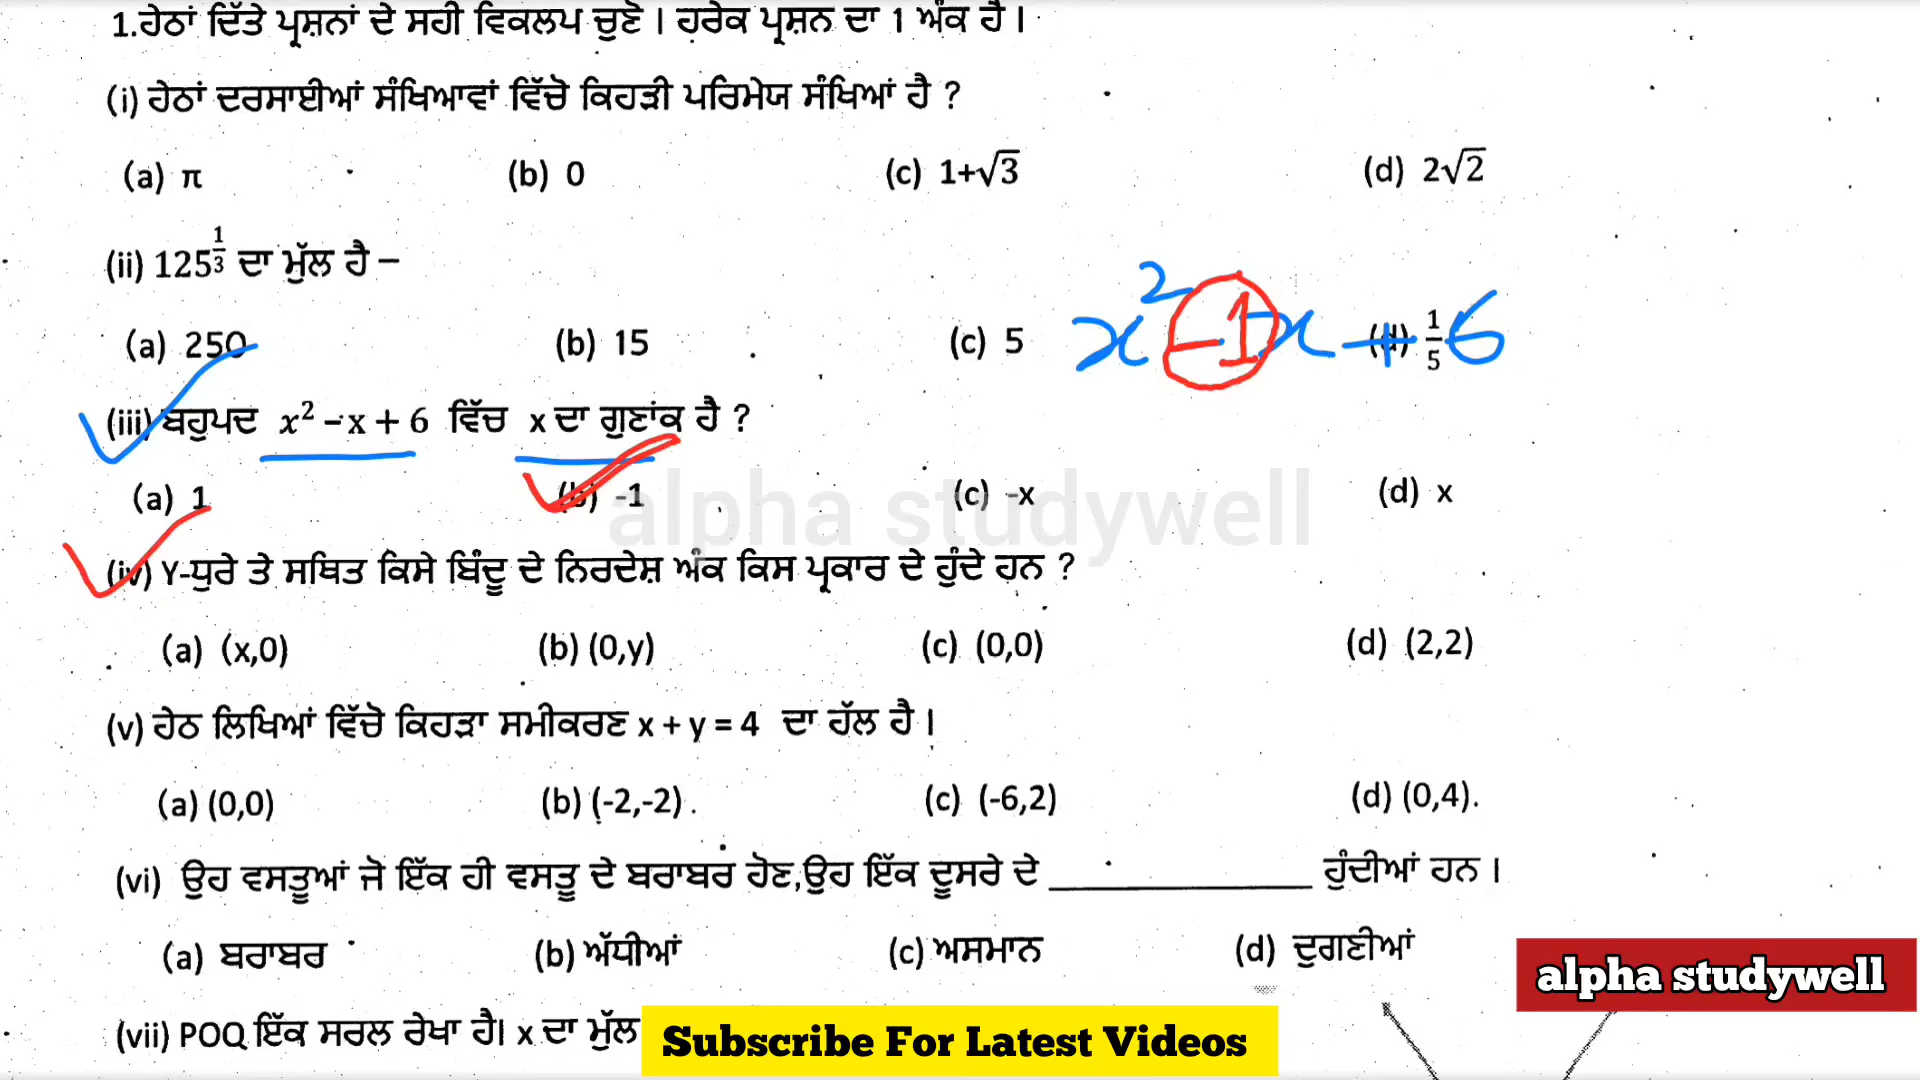 1.ਹੇਠਾਂ ਦਿੱਤੇ ਪ੍ਰਸ਼ਨਾਂ ਦੇ ਸਹੀ ਵਿਕਲਪ ਚੁਣੋ । ਹਰੇਕ ਪ੍ਰਸ਼ਨ ਦਾ 1 ਅੰਕ ਹੈ ।
(i) ਹੇਠਾਂ ਦਰਸਾਈਆਂ ਸੰਖਿਆਵਾਂ ਵਿੱਚੋ ਕਿਹੜੀ ਪਰਿਮੇਯ ਸੰਖਿਆਂ ਹੈ ?
(a) π (b) 0 (c) 1+√3 (d) 2√2
(ii) 125^(1/3) ਦਾ ਮੁੱਲ ਹੈ –
(a) 250 (b) 15 (c) 5 (d) 1/5
x² -1x + 6
(iii) ਬਹੁਪਦ x² –x + 6 ਵਿੱਚ x ਦਾ ਗੁਣਾਂਕ ਹੈ ?
(a) 1 (b) -1 (c) -x (d) x
alpha studywell
(iv) Y-ਧੁਰੇ ਤੇ ਸਥਿਤ ਕਿਸੇ ਬਿੰਦੂ ਦੇ ਨਿਰਦੇਸ਼ ਅੰਕ ਕਿਸ ਪ੍ਰਕਾਰ ਦੇ ਹੁੰਦੇ ਹਨ ?
(a) (x,0) (b) (0,y) (c) (0,0) (d) (2,2)
(v) ਹੇਠ ਲਿਖਿਆਂ ਵਿੱਚੋ ਕਿਹੜਾ ਸਮੀਕਰਣ x + y = 4 ਦਾ ਹੱਲ ਹੈ ।
(a) (0,0) (b) (-2,-2) . (c) (-6,2) (d) (0,4).
(vi) ਉਹ ਵਸਤੂਆਂ ਜੋ ਇੱਕ ਹੀ ਵਸਤੂ ਦੇ ਬਰਾਬਰ ਹੋਣ,ਉਹ ਇੱਕ ਦੂਸਰੇ ਦੇ ______________ ਹੁੰਦੀਆਂ ਹਨ ।
(a) ਬਰਾਬਰ (b) ਅੱਧੀਆਂ (c) ਅਸਮਾਨ (d) ਦੁਗਣੀਆਂ
alpha studywell
(vii) POQ ਇੱਕ ਸਰਲ ਰੇਖਾ ਹੈ। x ਦਾ ਮੁੱਲ
Subscribe For Latest Videos